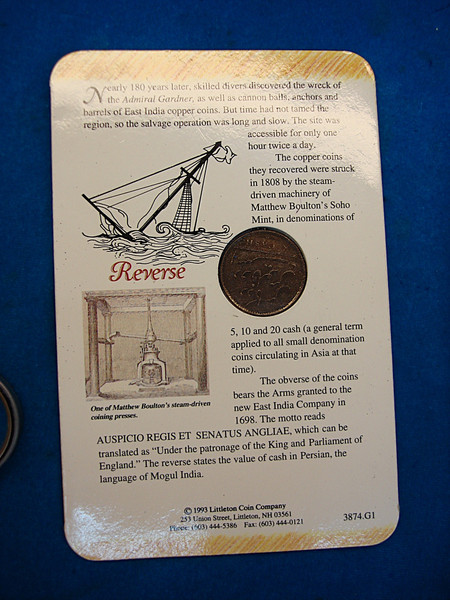 Nearly 180 years later, skilled divers discovered the wreck of
the Admiral Gardner, as well as cannon balls, anchors and
barrels of East India copper coins. But time had not tamed the
region, so the salvage operation was long and slow. The site was
accessible for only one
hour twice a day.
The copper coins
they recovered were struck
in 1808 by the steam-
driven machinery of
Matthew Boulton's Soho
Mint, in denominations of
Reverse
5, 10 and 20 cash (a general term
applied to all small denomination
coins circulating in Asia at that
time).
The obverse of the coins
bears the Arms granted to the
new East India Company in
1698. The motto reads
One of Matthew Boulton's steam-driven
coining presses.
AUSPICIO REGIS ET SENATUS ANGLIAE, which can be
translated as "Under the patronage of the King and Parliament of
England." The reverse states the value of cash in Persian, the
language of Mogul India.
© 1993 Littleton Coin Company
253 Union Street, Littleton, NH 03561
Phone: (603) 444-5386 Fax: (603) 444-0121
3874.G1